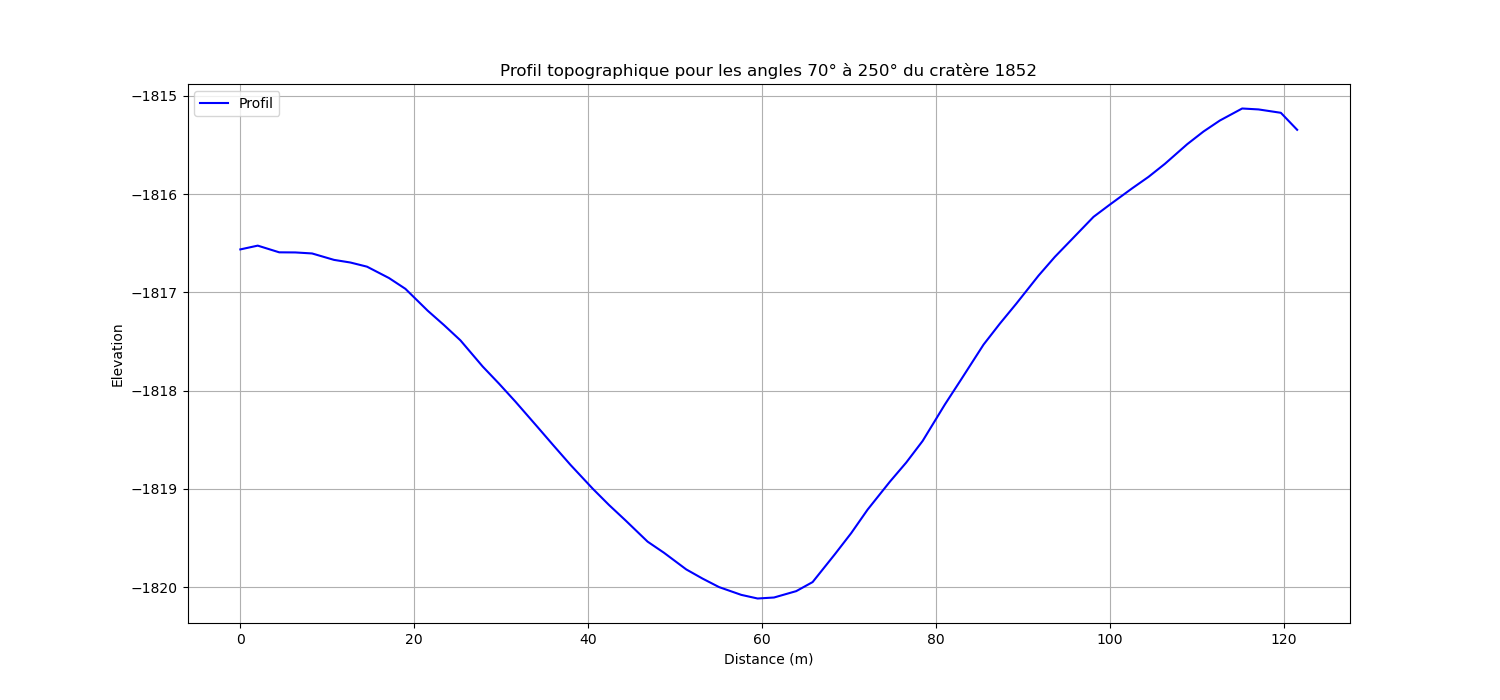 Profil topographique pour les angles 70° à 250° du cratère 1852
Profil
−1815
−1816
−1817
−1818
−1819
−1820
Elevation
0 20 40 60 80 100 120
Distance (m)